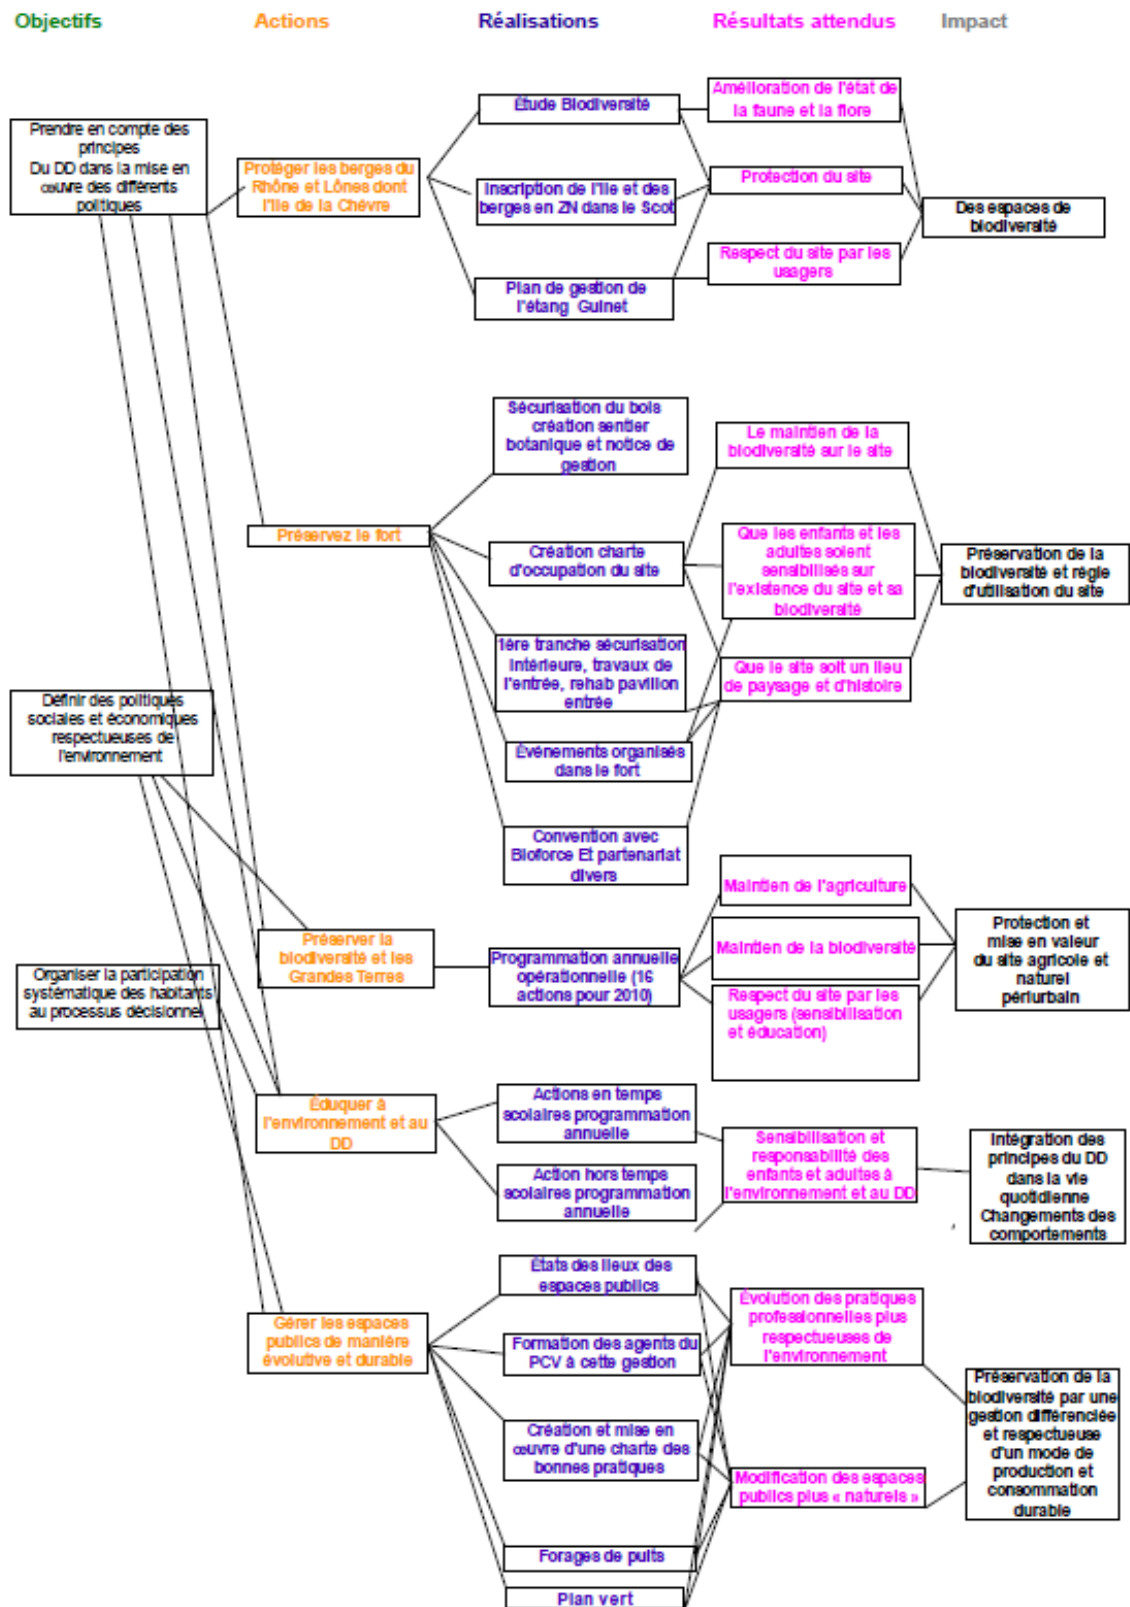 Objectifs
Actions
Réalisations
Résultats attendus
Impact
Prendre en compte des
principes
Du DD dans la mise en
œuvre des différents
politiques
Protéger les berges du
Rhône et Lônes dont
l'Ile de la Chèvre
Étude Biodiversité
Inscription de l'Ile et des
berges en ZN dans le Scot
Plan de gestion de
l'étang Guinet
Amélioration de l'état de
la faune et la flore
Protection du site
Respect du site par les
usagers
Des espaces de
biodiversité
Préservez le fort
Sécurisation du bois
création sentier
botanique et notice de
gestion
Création charte
d'occupation du site
1ère tranche sécurisation
intérieure, travaux de
l'entrée, rehab pavillon
entrée
Événements organisés
dans le fort
Convention avec
Bioforce Et partenariat
divers
Le maintien de la
biodiversité sur le site
Que les enfants et les
adultes soient
sensibilisés sur
l'existence du site et sa
biodiversité
Que le site soit un lieu
de paysage et d'histoire
Préservation de la
biodiversité et règle
d'utilisation du site
Définir des politiques
sociales et économiques
respectueuses de
l'environnement
Préserver la
biodiversité et les
Grandes Terres
Programmation annuelle
opérationnelle (16
actions pour 2010)
Maintien de l'agriculture
Maintien de la biodiversité
Respect du site par les
usagers (sensibilisation
et éducation)
Protection et
mise en valeur
du site agricole et
naturel
périurbain
Organiser la participation
systématique des habitants
au processus décisionnel
Éduquer à
l'environnement et au
DD
Actions en temps
scolaires programmation
annuelle
Action hors temps
scolaires programmation
annuelle
Sensibilisation et
responsabilité des
enfants et adultes à
l'environnement et au DD
Intégration des
principes du DD
dans la vie
quotidienne
Changements des
comportements
Gérer les espaces
publics de manière
évolutive et durable
États des lieux des
espaces publics
Formation des agents du
PCV à cette gestion
Création et mise en
œuvre d'une charte des
bonnes pratiques
Forages de puits
Plan vert
Évolution des pratiques
professionnelles plus
respectueuses de
l'environnement
Modification des espaces
publics plus « naturels »
Préservation de la
biodiversité par une
gestion différenciée
et respectueuse
d'un mode de
production et
consommation
durable